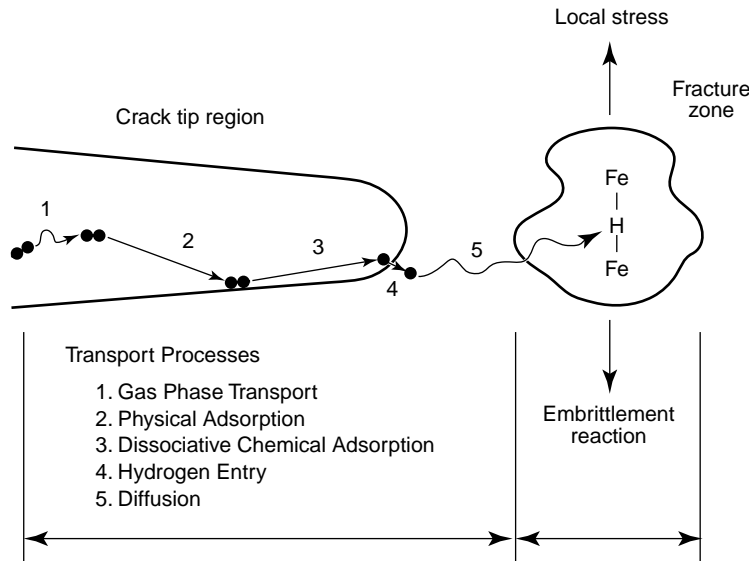 Local stress
Fracture
zone
Crack tip region
Fe
H
Fe
1
2
3
4
5
Transport Processes
1. Gas Phase Transport
2. Physical Adsorption
3. Dissociative Chemical Adsorption
4. Hydrogen Entry
5. Diffusion
Embrittlement
reaction